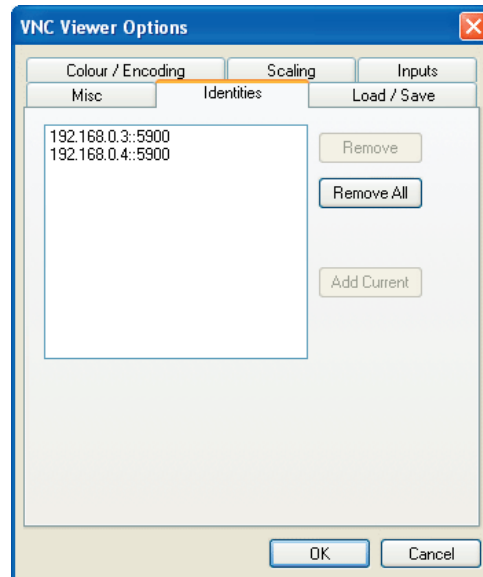 VNC Viewer Options
Colour / Encoding Scaling Inputs
Misc Identities Load / Save
192.168.0.3::5900
192.168.0.4::5900
Remove
Remove All
Add Current
OK Cancel